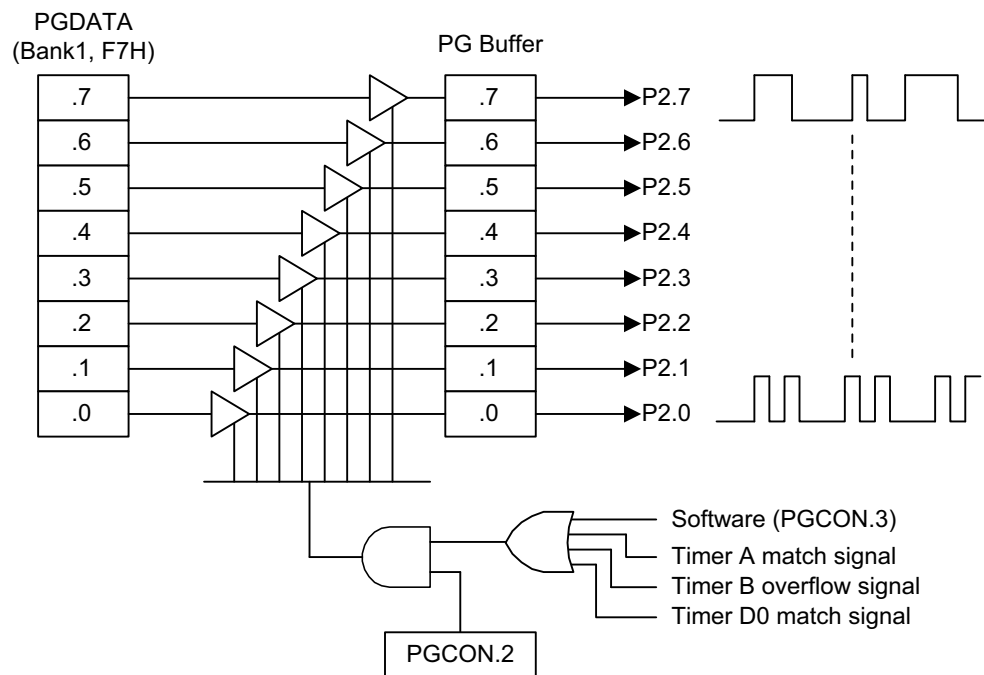 PGDATA
(Bank1, F7H)
PG Buffer
.7 .7 P2.7
.6 .6 P2.6
.5 .5 P2.5
.4 .4 P2.4
.3 .3 P2.3
.2 .2 P2.2
.1 .1 P2.1
.0 .0 P2.0
Software (PGCON.3)
Timer A match signal
Timer B overflow signal
Timer D0 match signal
PGCON.2